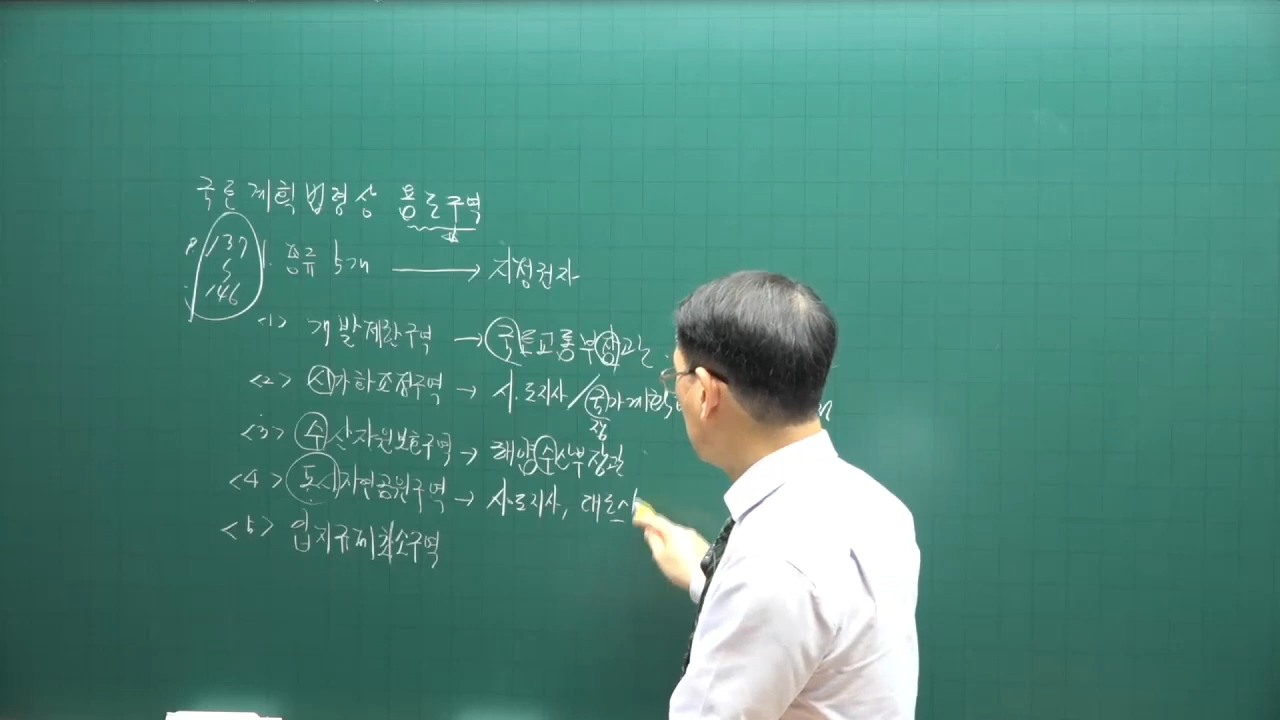 국토계획법령상 용도구역
P 137
S
146
1. 종류 5개 → 지정권자
<1> 개발제한구역 → 국토교통부장관
<2> 시가화조정구역 → 시·도지사/국가계획
장
<3> 수산자원보호구역 → 해양수산부장관
<4> 도시자연공원구역 → 시·도지사, 대도시
<5> 입지규제최소구역